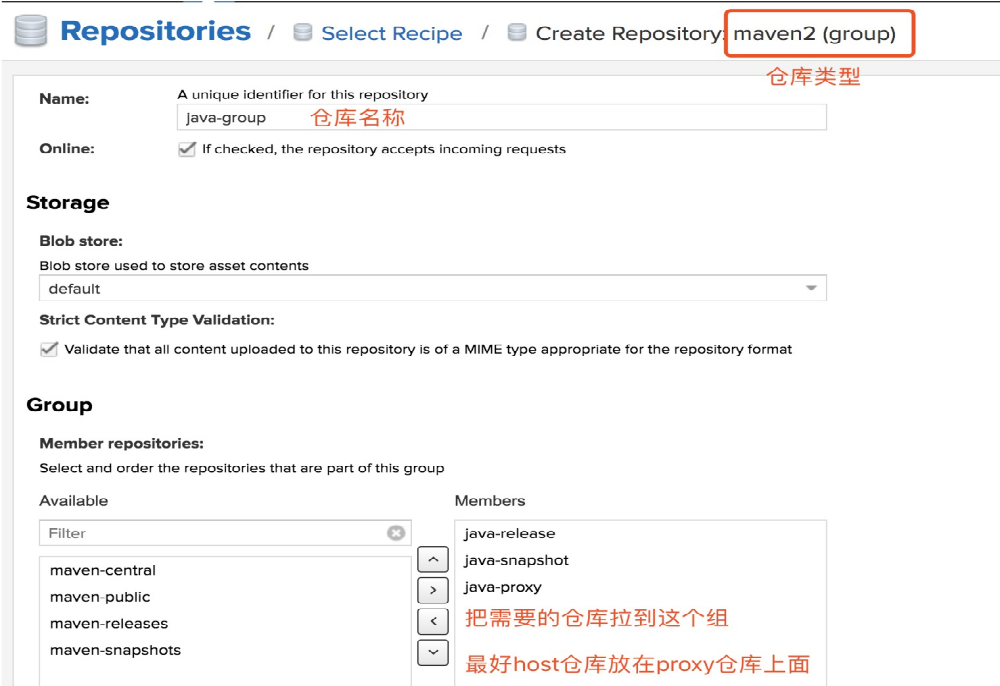 Repositories / Select Recipe / Create Repository: maven2 (group)
仓库类型
Name: A unique identifier for this repository
java-group 仓库名称
Online: If checked, the repository accepts incoming requests
Storage
Blob store:
Blob store used to store asset contents
default
Strict Content Type Validation:
Validate that all content uploaded to this repository is of a MIME type appropriate for the repository format
Group
Member repositories:
Select and order the repositories that are part of this group
Available
Filter
maven-central
maven-public
maven-releases
maven-snapshots
Members
java-release
java-snapshot
java-proxy
把需要的仓库拉到这个组
最好host仓库放在proxy仓库上面